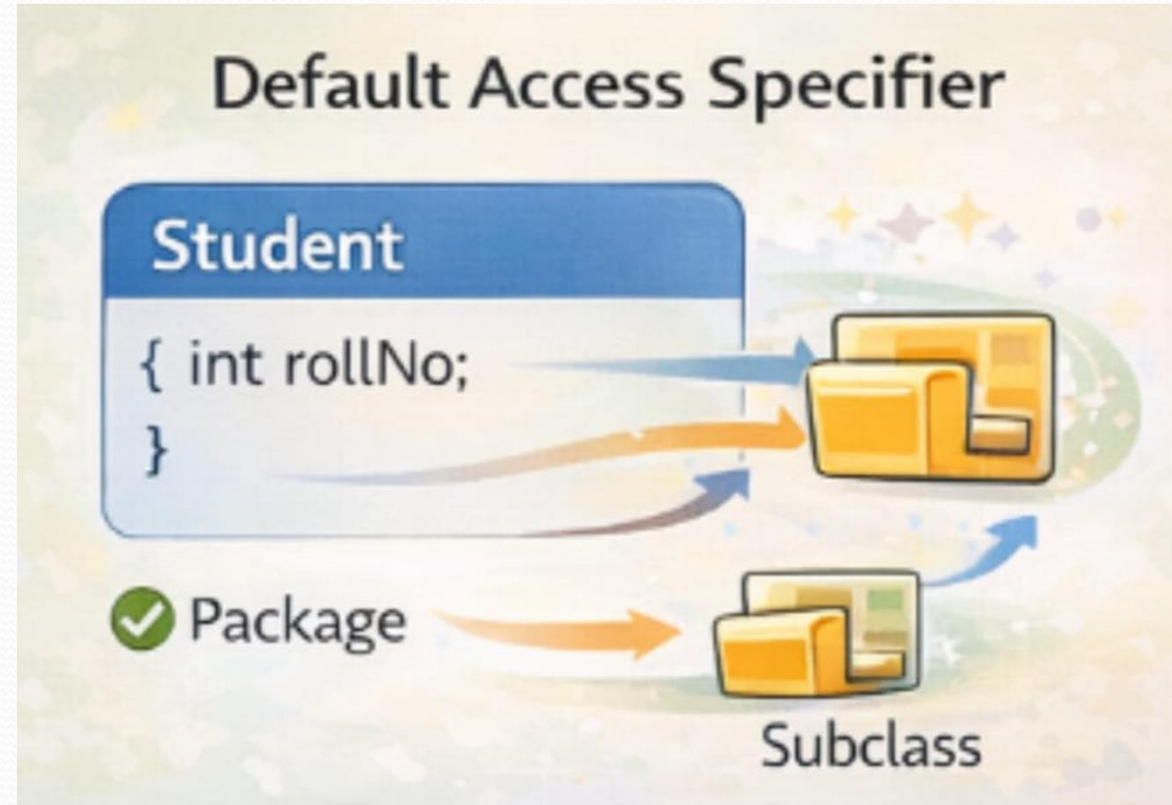 Default Access Specifier
Student
{ int rollNo;
}
Package
Subclass